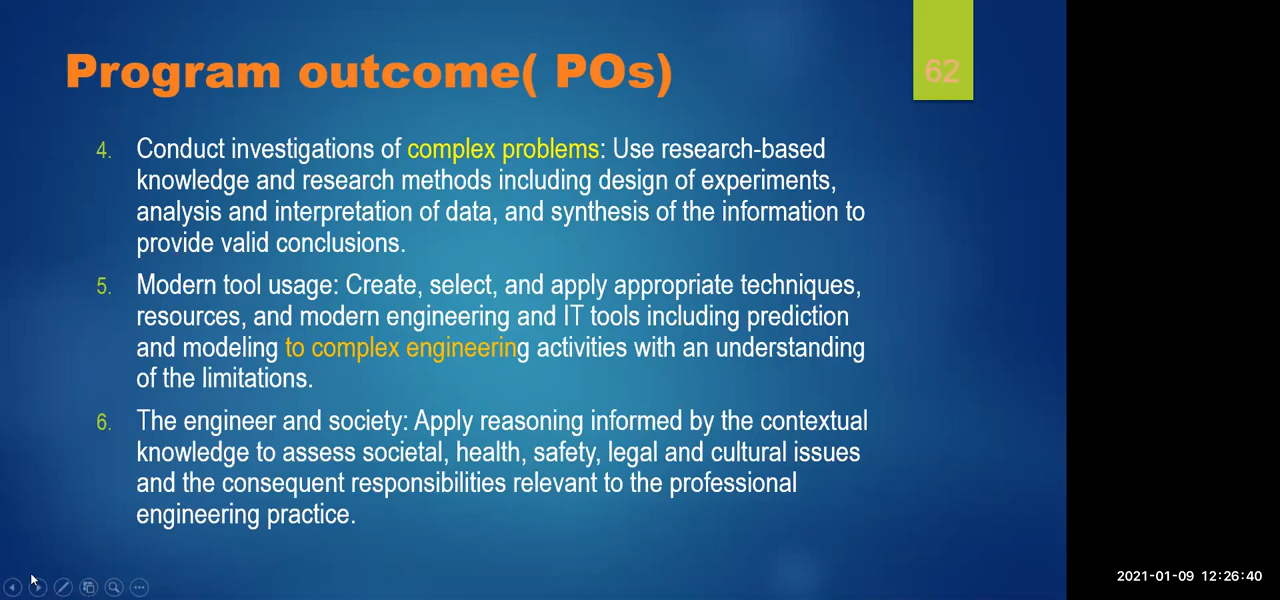 Program outcome( POs)
62
4. Conduct investigations of complex problems: Use research-based
knowledge and research methods including design of experiments,
analysis and interpretation of data, and synthesis of the information to
provide valid conclusions.
5. Modern tool usage: Create, select, and apply appropriate techniques,
resources, and modern engineering and IT tools including prediction
and modeling to complex engineering activities with an understanding
of the limitations.
6. The engineer and society: Apply reasoning informed by the contextual
knowledge to assess societal, health, safety, legal and cultural issues
and the consequent responsibilities relevant to the professional
engineering practice.
2021-01-09 12:26:40